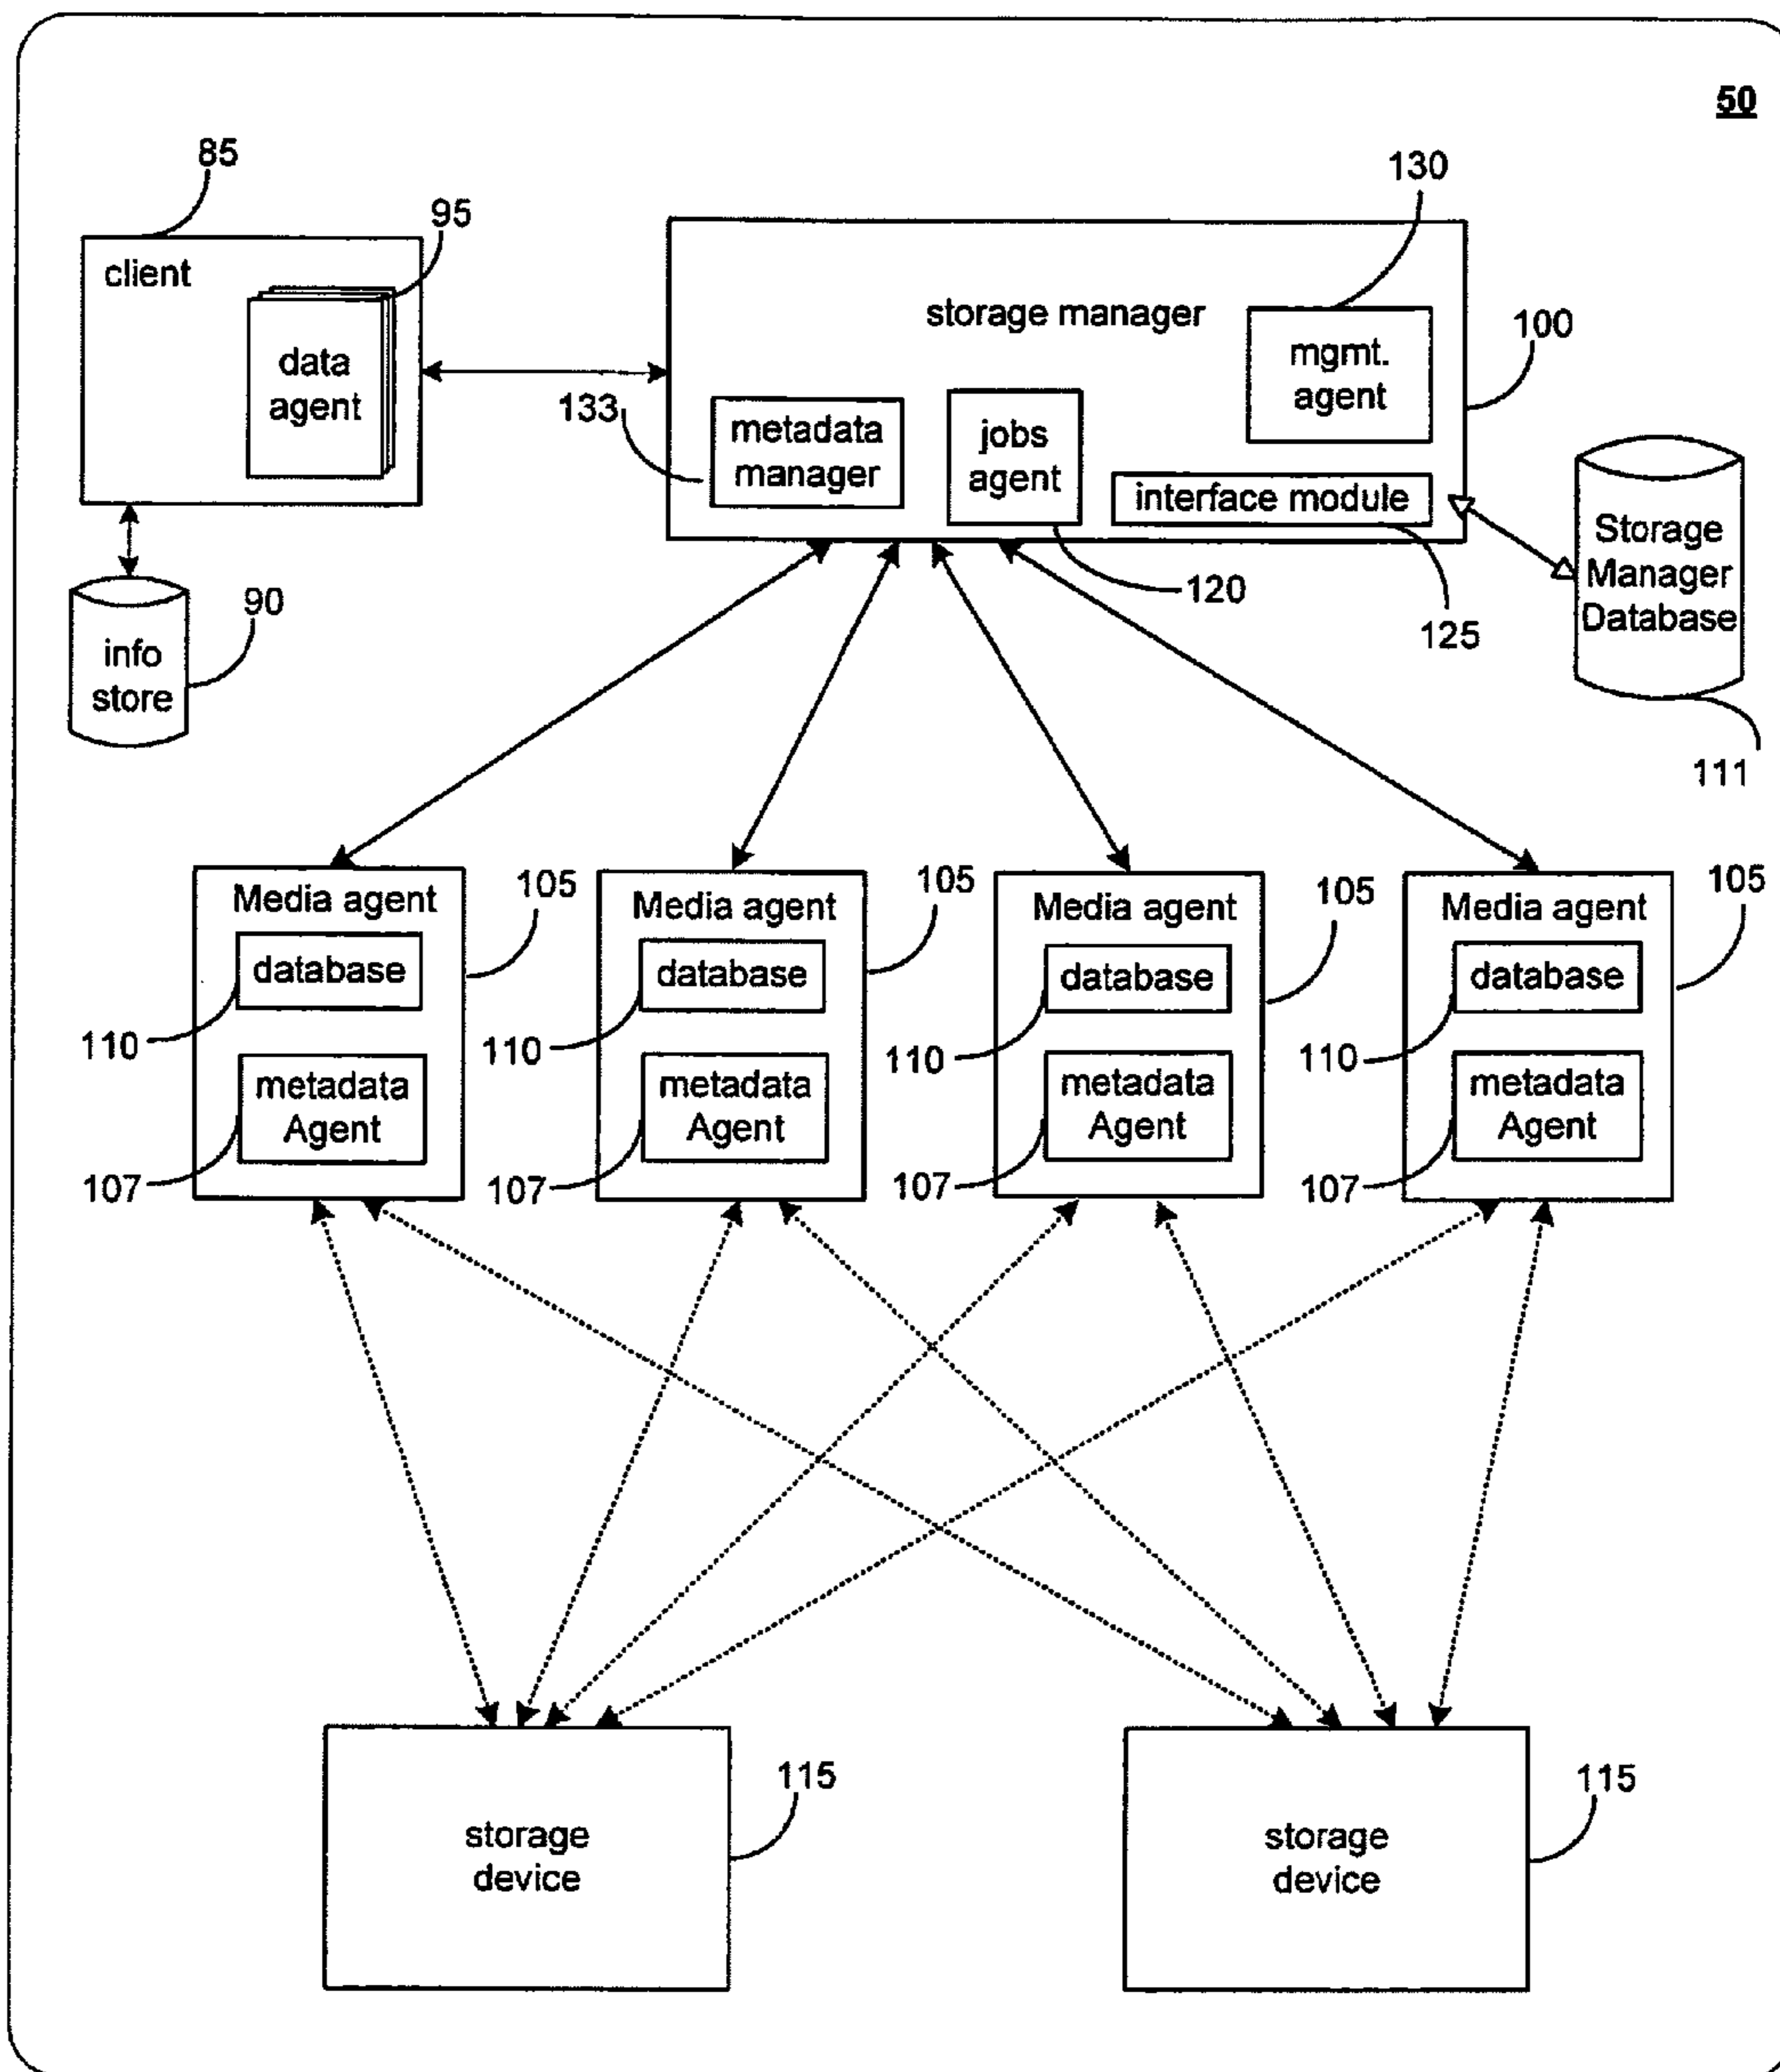 50
85
95
130
client
storage manager
100
data
agent
mgmt.
agent
133
metadata
manager
jobs
agent
interface module
Storage
Manager
Database
120
125
90
info
store
111
Media agent
105
Media agent
105
Media agent
105
Media agent
105
database
database
database
database
110
110
110
110
metadata
Agent
metadata
Agent
metadata
Agent
metadata
Agent
107
107
107
107
storage
device
115
storage
device
115